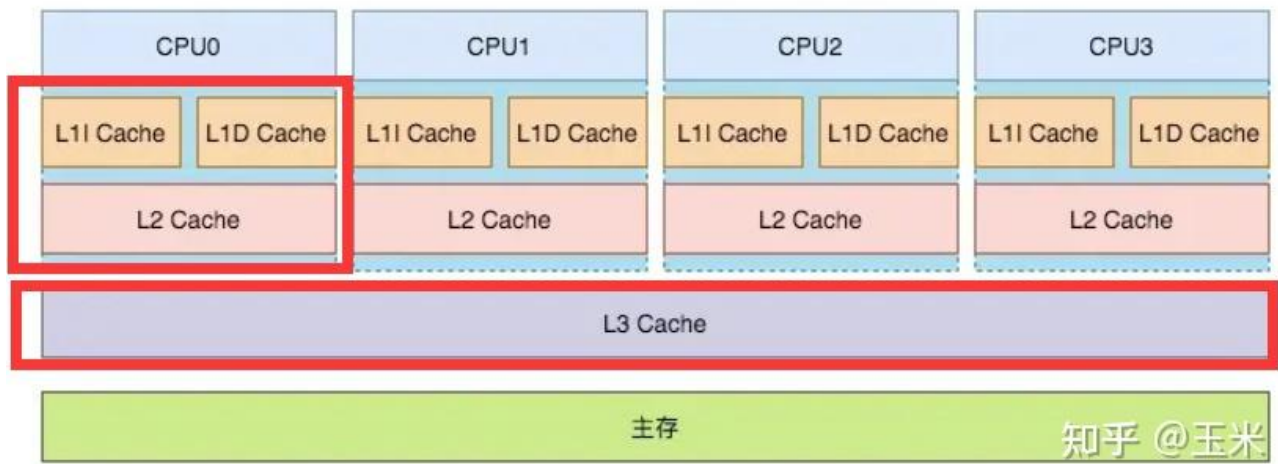 CPU0 CPU1 CPU2 CPU3
L1I Cache L1D Cache L1I Cache L1D Cache L1I Cache L1D Cache L1I Cache L1D Cache
L2 Cache L2 Cache L2 Cache L2 Cache
L3 Cache
主存
知乎 @玉米